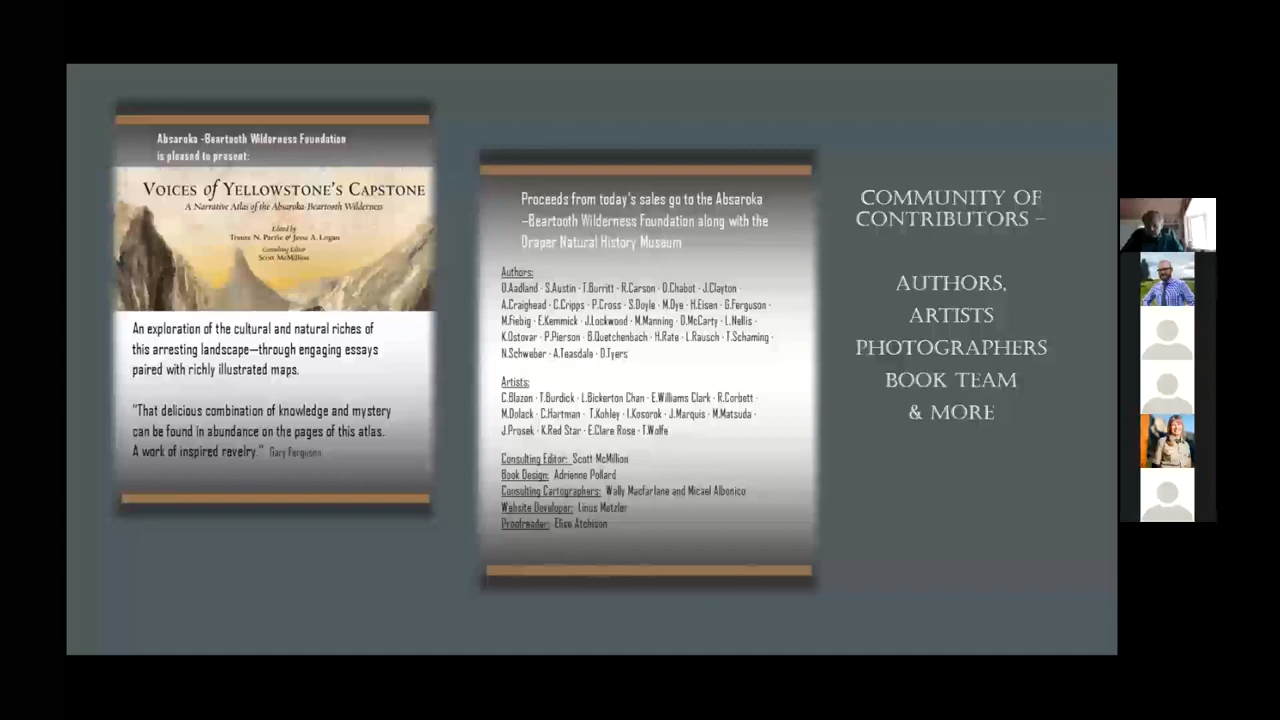 Absaroka -Beartooth Wilderness Foundation
is pleased to present:
VOICES of YELLOWSTONE'S CAPSTONE
A Narrative Atlas of the Absaroka-Beartooth Wilderness
Edited by
Traute N. Parrie & Jesse A. Logan
Consulting Editor
Scott McMillion
An exploration of the cultural and natural riches of
this arresting landscape—through engaging essays
paired with richly illustrated maps.
"That delicious combination of knowledge and mystery
can be found in abundance on the pages of this atlas.
A work of inspired revelry." Gary Ferguson
Proceeds from today's sales go to the Absaroka
–Beartooth Wilderness Foundation along with the
Draper Natural History Museum
Authors:
D.Aadland · S.Austin · T.Burritt · R.Carson · D.Chabot · J.Clayton ·
A.Craighead · C.Cripps · P.Cross · S.Doyle · M.Dye · H.Eisen · G.Ferguson ·
M.Fiebig · E.Kemmick · J.Lockwood · M.Manning · D.McCarty · L.Nellis ·
K.Ostovar · P.Pierson · B.Quetchenbach · H.Rate · L.Rausch · T.Schaming ·
N.Schweber · A.Teasdale · D.Tyers
Artists:
C.Blazon · T.Burdick · L.Bickerton Chan · E.Williams Clark · R.Corbett ·
M.Dolack · C.Hartman · T.Kohley · I.Kosorok · J.Marquis · M.Matsuda ·
J.Prosek · K.Red Star · E.Clare Rose · T.Wolfe
Consulting Editor: Scott McMillion
Book Design: Adrienne Pollard
Consulting Cartographers: Wally Macfarlane and Micael Albonico
Website Developer: Linus Metzler
Proofreader: Elise Atchison
COMMUNITY OF
CONTRIBUTORS –
AUTHORS,
ARTISTS
PHOTOGRAPHERS
BOOK TEAM
& MORE